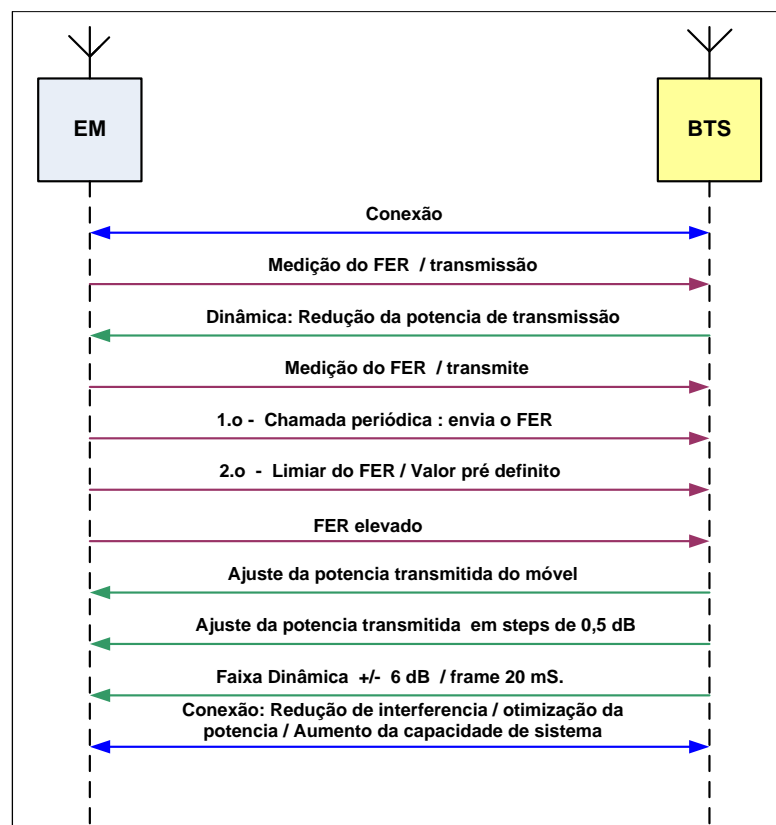 EM
BTS
Conexão
Medição do FER / transmissão
Dinâmica: Redução da potencia de transmissão
Medição do FER / transmite
1.o - Chamada periódica : envia o FER
2.o - Limiar do FER / Valor pré definito
FER elevado
Ajuste da potencia transmitida do móvel
Ajuste da potencia transmitida em steps de 0,5 dB
Faixa Dinâmica +/- 6 dB / frame 20 mS.
Conexão: Redução de interferencia / otimização da
potencia / Aumento da capacidade de sistema